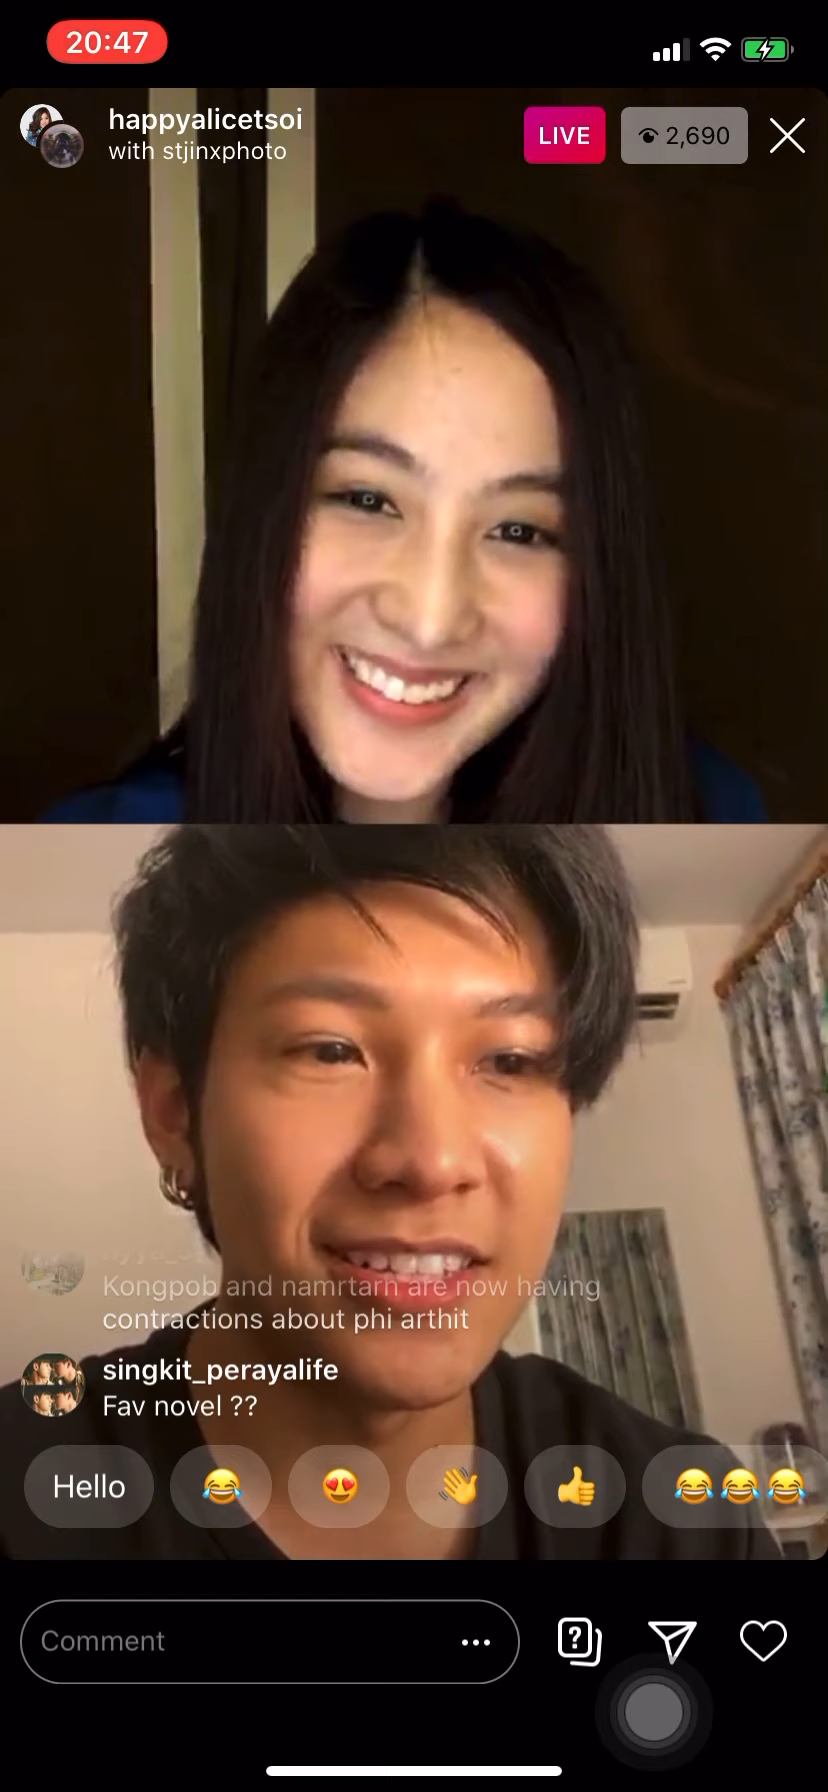 20:47
happyalicetsoi
with stjinxphoto
LIVE
2,690
Kongpob and namrtarn are now having
contractions about phi arthit
singkit_perayalife
Fav novel ??
Hello
Comment